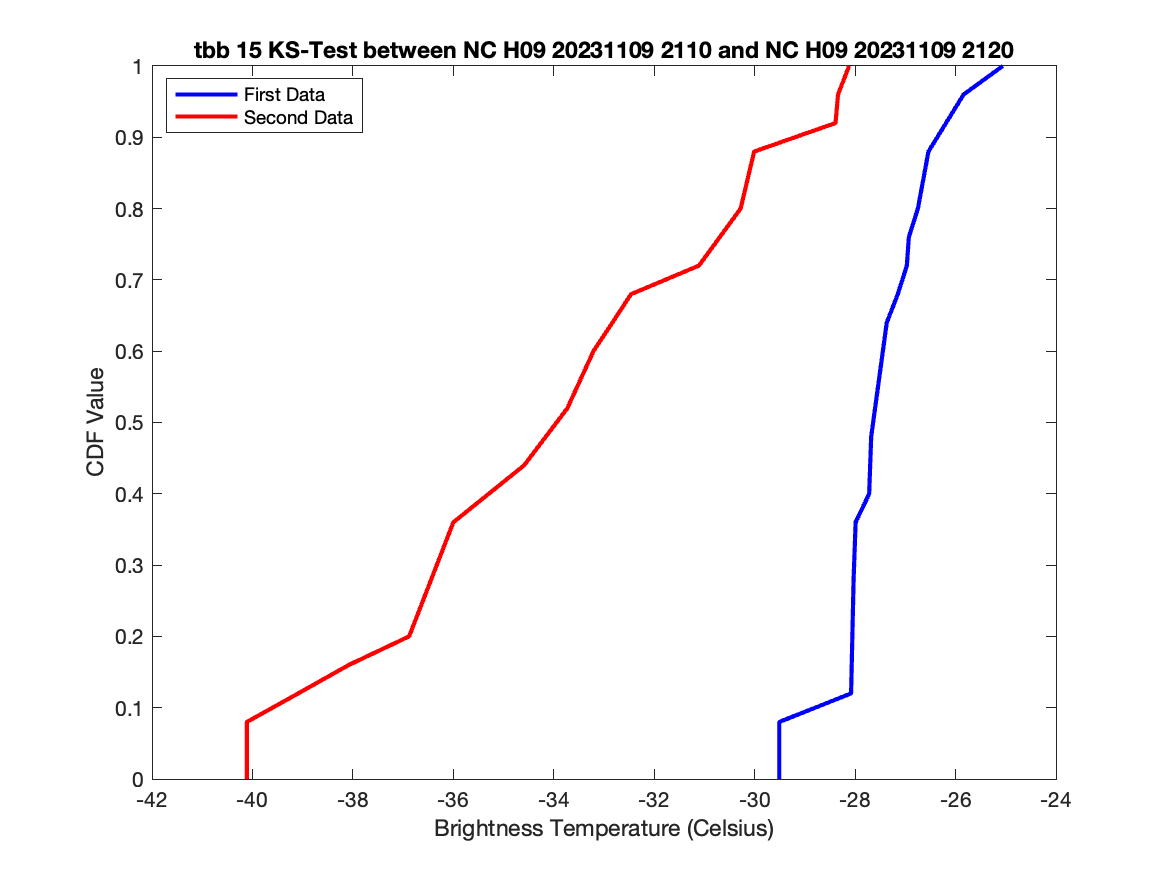 tbb 15 KS-Test between NC H09 20231109 2110 and NC H09 20231109 2120
First Data
Second Data
1
0.9
0.8
0.7
0.6
0.5
0.4
0.3
0.2
0.1
0
CDF Value
-42 -40 -38 -36 -34 -32 -30 -28 -26 -24
Brightness Temperature (Celsius)